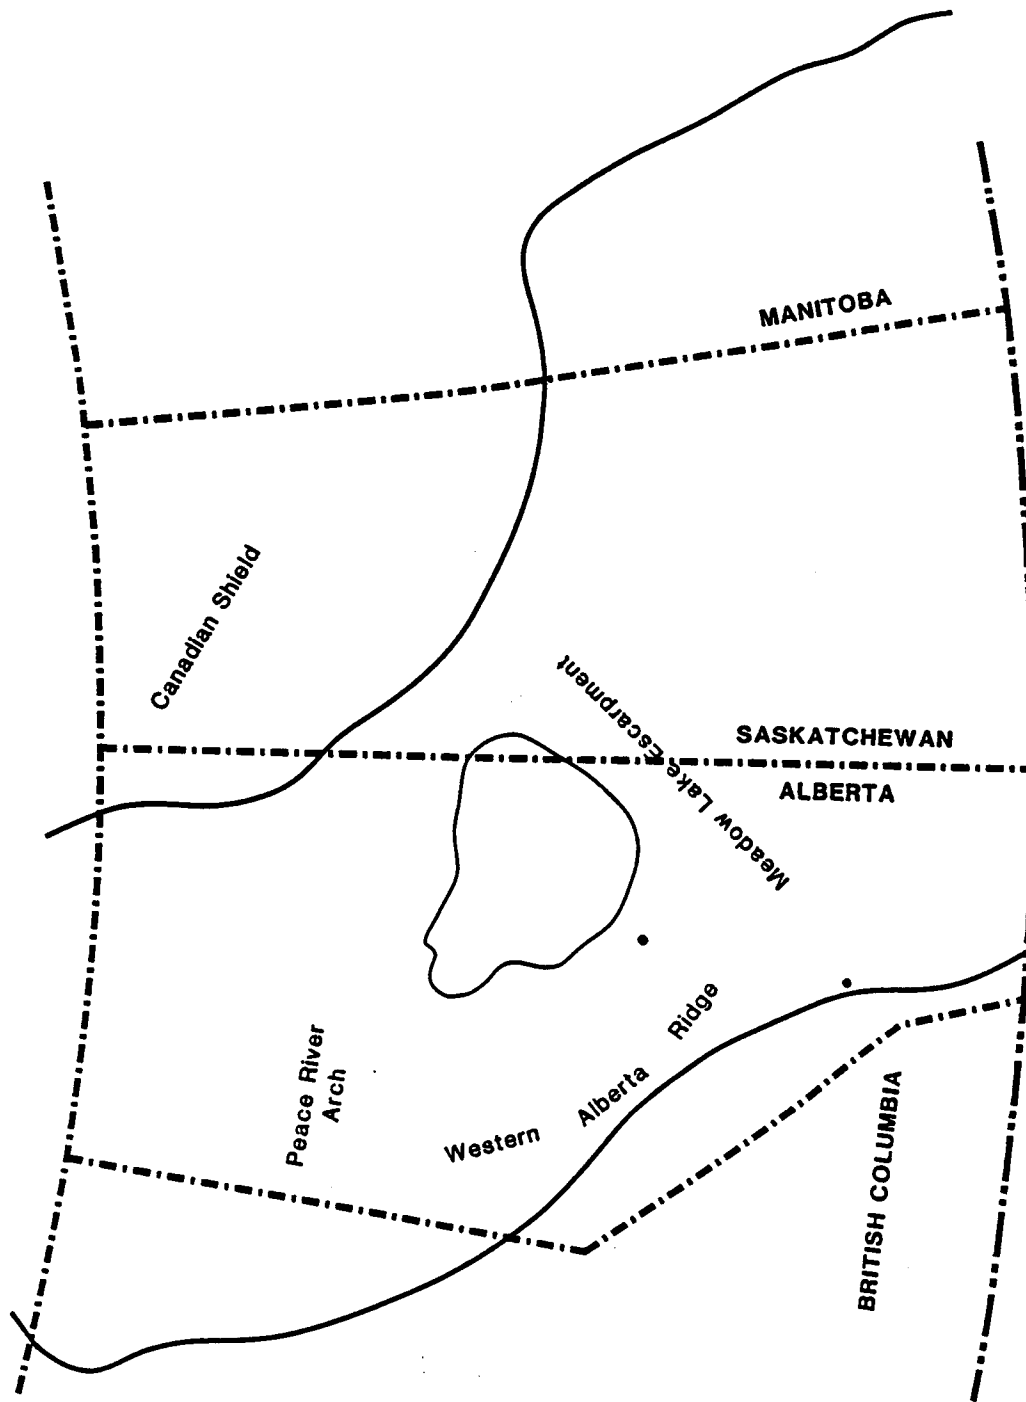 MANITOBA
Canadian Shield
Meadow Lake Escarpment
SASKATCHEWAN
ALBERTA
Peace River
Arch
Western Alberta Ridge
BRITISH COLUMBIA